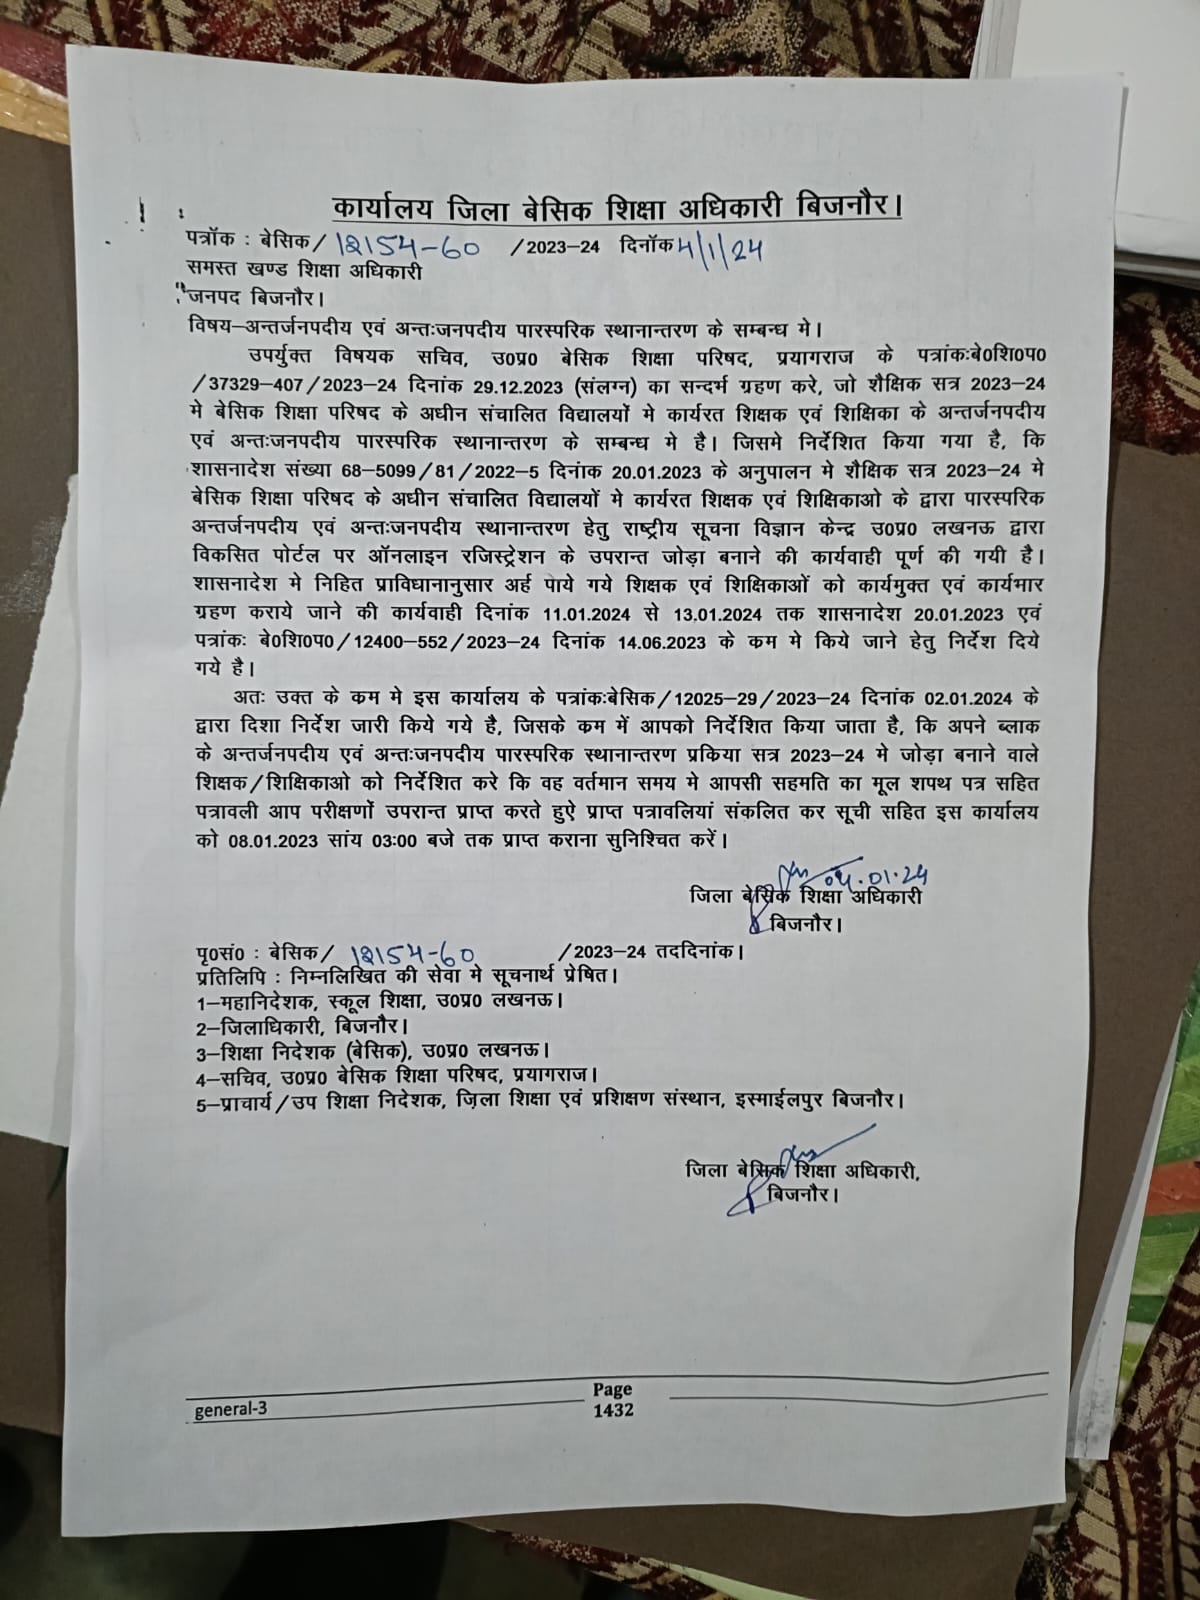 कार्यालय जिला बेसिक शिक्षा अधिकारी बिजनौर।
पत्रॉक : बेसिक/ 12154-60 /2023-24 दिनॉक 4/1/24
समस्त खण्ड शिक्षा अधिकारी
जनपद बिजनौर।
विषय-अन्तर्जनपदीय एवं अन्तःजनपदीय पारस्परिक स्थानान्तरण के सम्बन्ध मे।
उपर्युक्त विषयक सचिव, उ0प्र0 बेसिक शिक्षा परिषद, प्रयागराज के पत्रांकःबे0शि0प0
/37329-407/2023-24 दिनांक 29.12.2023 (संलग्न) का सन्दर्भ ग्रहण करे, जो शैक्षिक सत्र 2023-24
मे बेसिक शिक्षा परिषद के अधीन संचालित विद्यालयों मे कार्यरत शिक्षक एवं शिक्षिका के अन्तर्जनपदीय
एवं अन्तःजनपदीय पारस्परिक स्थानान्तरण के सम्बन्ध मे है। जिसमे निर्देशित किया गया है, कि
शासनादेश संख्या 68-5099/81/2022-5 दिनांक 20.01.2023 के अनुपालन मे शैक्षिक सत्र 2023-24 मे
बेसिक शिक्षा परिषद के अधीन संचालित विद्यालयों मे कार्यरत शिक्षक एवं शिक्षिकाओ के द्वारा पारस्परिक
अन्तर्जनपदीय एवं अन्तःजनपदीय स्थानान्तरण हेतु राष्ट्रीय सूचना विज्ञान केन्द्र उ0प्र0 लखनऊ द्वारा
विकसित पोर्टल पर ऑनलाइन रजिस्ट्रेशन के उपरान्त जोड़ा बनाने की कार्यवाही पूर्ण की गयी है।
शासनादेश मे निहित प्राविधानानुसार अर्ह पाये गये शिक्षक एवं शिक्षिकाओं को कार्यमुक्त एवं कार्यभार
ग्रहण कराये जाने की कार्यवाही दिनांक 11.01.2024 से 13.01.2024 तक शासनादेश 20.01.2023 एवं
पत्रांकः बे0शि0प0/12400-552/2023-24 दिनांक 14.06.2023 के कम मे किये जाने हेतु निर्देश दिये
गये है।
अतः उक्त के कम मे इस कार्यालय के पत्रांकःबेसिक/12025-29/2023-24 दिनांक 02.01.2024 के
द्वारा दिशा निर्देश जारी किये गये है, जिसके कम में आपको निर्देशित किया जाता है, कि अपने ब्लाक
के अन्तर्जनपदीय एवं अन्तःजनपदीय पारस्परिक स्थानान्तरण प्रकिया सत्र 2023-24 मे जोड़ा बनाने वाले
शिक्षक/शिक्षिकाओ को निर्देशित करे कि वह वर्तमान समय मे आपसी सहमति का मूल शपथ पत्र सहित
पत्रावली आप परीक्षणों उपरान्त प्राप्त करते हुऐ प्राप्त पत्रावलियां संकलित कर सूची सहित इस कार्यालय
को 08.01.2023 सांय 03:00 बजे तक प्राप्त कराना सुनिश्चित करें।
04.01.24
जिला बेसिक शिक्षा अधिकारी
बिजनौर।
पृ0सं0 : बेसिक/ 12154-60 /2023-24 तददिनांक।
प्रतिलिपि : निम्नलिखित की सेवा मे सूचनार्थ प्रेषित।
1-महानिदेशक, स्कूल शिक्षा, उ0प्र0 लखनऊ।
2-जिलाधिकारी, बिजनौर।
3-शिक्षा निदेशक (बेसिक), उ0प्र0 लखनऊ।
4-सचिव, उ0प्र0 बेसिक शिक्षा परिषद, प्रयागराज।
5-प्राचार्य/उप शिक्षा निदेशक, ज़िला शिक्षा एवं प्रशिक्षण संस्थान, इस्माईलपुर बिजनौर।
जिला बेसिक शिक्षा अधिकारी,
बिजनौर।
general-3
Page
1432